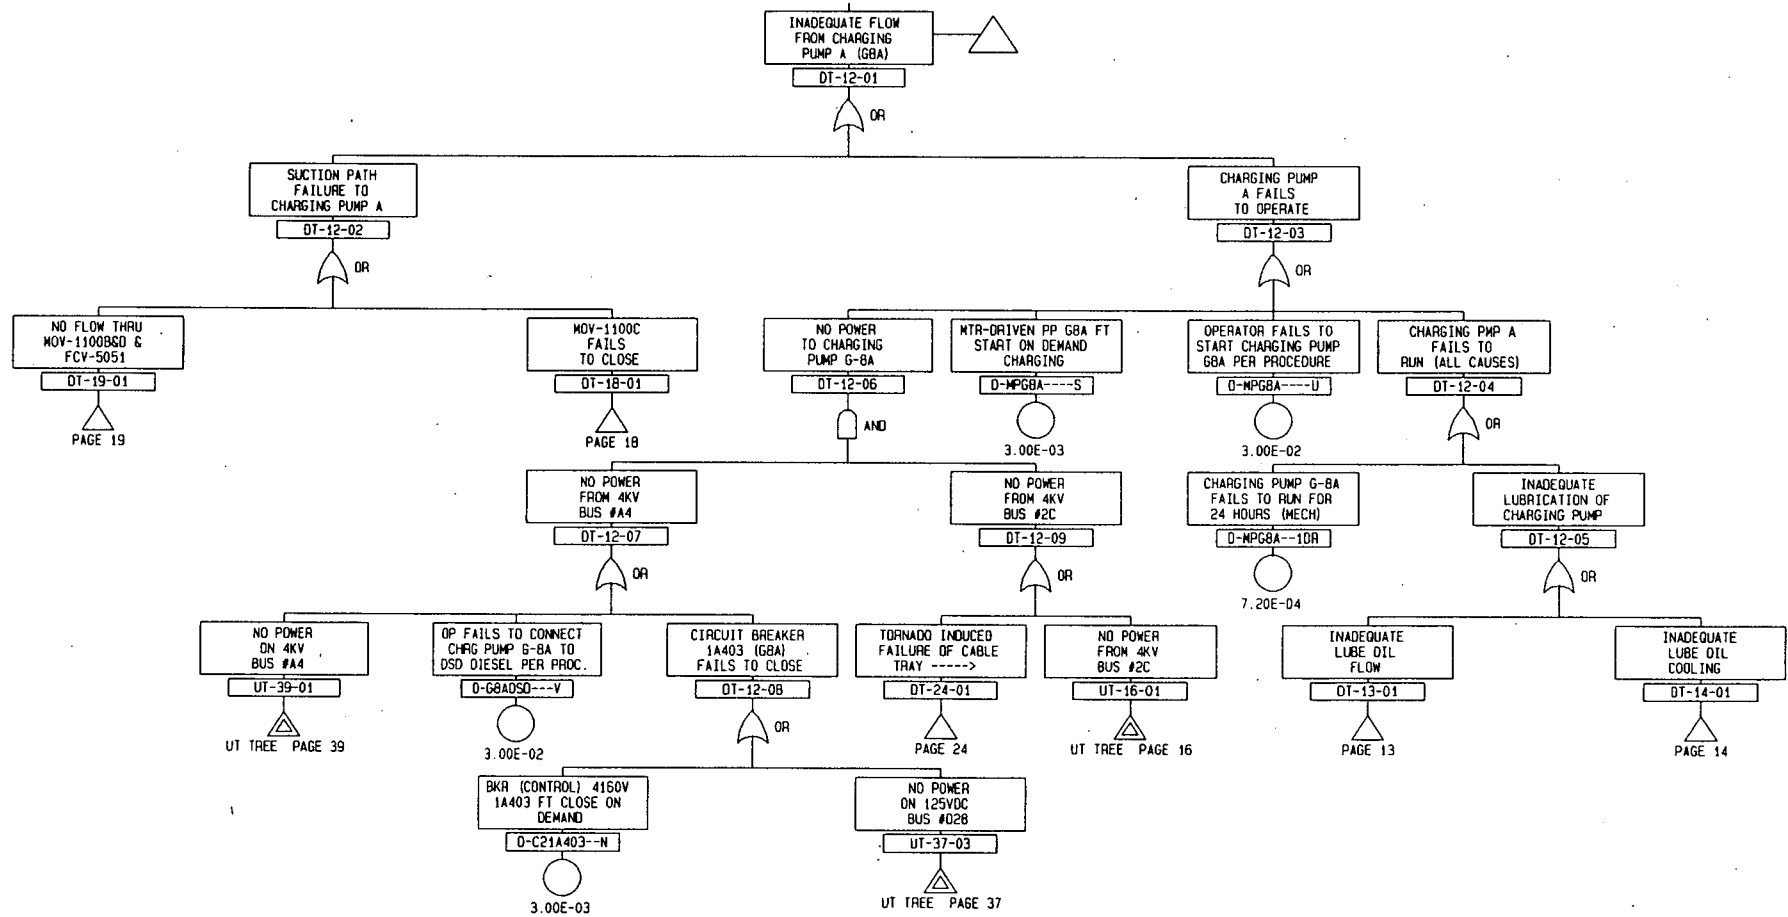 INADEQUATE FLOW
FROM CHARGING
PUMP A (G8A)
DT-12-01
OR
SUCTION PATH
FAILURE TO
CHARGING PUMP A
DT-12-02
OR
CHARGING PUMP
A FAILS
TO OPERATE
DT-12-03
OR
NO FLOW THRU
MOV-1100B&D &
FCV-5051
DT-19-01
PAGE 19
MOV-1100C
FAILS
TO CLOSE
DT-18-01
PAGE 18
NO POWER
TO CHARGING
PUMP G-8A
DT-12-06
AND
MTR-DRIVEN PP G8A FT
START ON DEMAND
CHARGING
D-MPG8A----S
3.00E-03
OPERATOR FAILS TO
START CHARGING PUMP
G8A PER PROCEDURE
D-MPG8A----U
3.00E-02
CHARGING PMP A
FAILS TO
RUN (ALL CAUSES)
DT-12-04
OR
NO POWER
FROM 4KV
BUS #A4
DT-12-07
OR
NO POWER
FROM 4KV
BUS #2C
DT-12-09
OR
CHARGING PUMP G-8A
FAILS TO RUN FOR
24 HOURS (MECH)
D-MPG8A--1DR
7.20E-04
INADEQUATE
LUBRICATION OF
CHARGING PUMP
DT-12-05
OR
NO POWER
ON 4KV
BUS #A4
UT-39-01
UT TREE PAGE 39
OP FAILS TO CONNECT
CHRG PUMP G-8A TO
DSD DIESEL PER PROC.
D-G8ADSD---V
3.00E-02
CIRCUIT BREAKER
1A403 (G8A)
FAILS TO CLOSE
DT-12-08
OR
TORNADO INDUCED
FAILURE OF CABLE
TRAY ----->
DT-24-01
PAGE 24
NO POWER
FROM 4KV
BUS #2C
UT-16-01
UT TREE PAGE 16
INADEQUATE
LUBE OIL
FLOW
DT-13-01
PAGE 13
INADEQUATE
LUBE OIL
COOLING
DT-14-01
PAGE 14
BKR (CONTROL) 4160V
1A403 FT CLOSE ON
DEMAND
D-C21A403--N
3.00E-03
NO POWER
ON 125VDC
BUS #D2B
UT-37-03
UT TREE PAGE 37